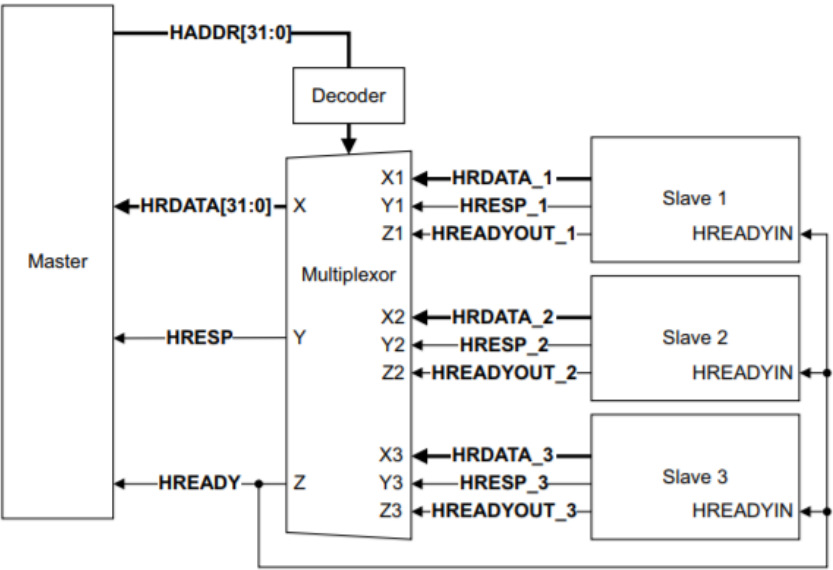 HADDR[31:0]
Decoder
Master
HRDATA[31:0]
HRESP
HREADY
X
Y
Z
Multiplexor
X1
Y1
Z1
X2
Y2
Z2
X3
Y3
Z3
HRDATA_1
HRESP_1
HREADYOUT_1
HRDATA_2
HRESP_2
HREADYOUT_2
HRDATA_3
HRESP_3
HREADYOUT_3
Slave 1
HREADYIN
Slave 2
HREADYIN
Slave 3
HREADYIN